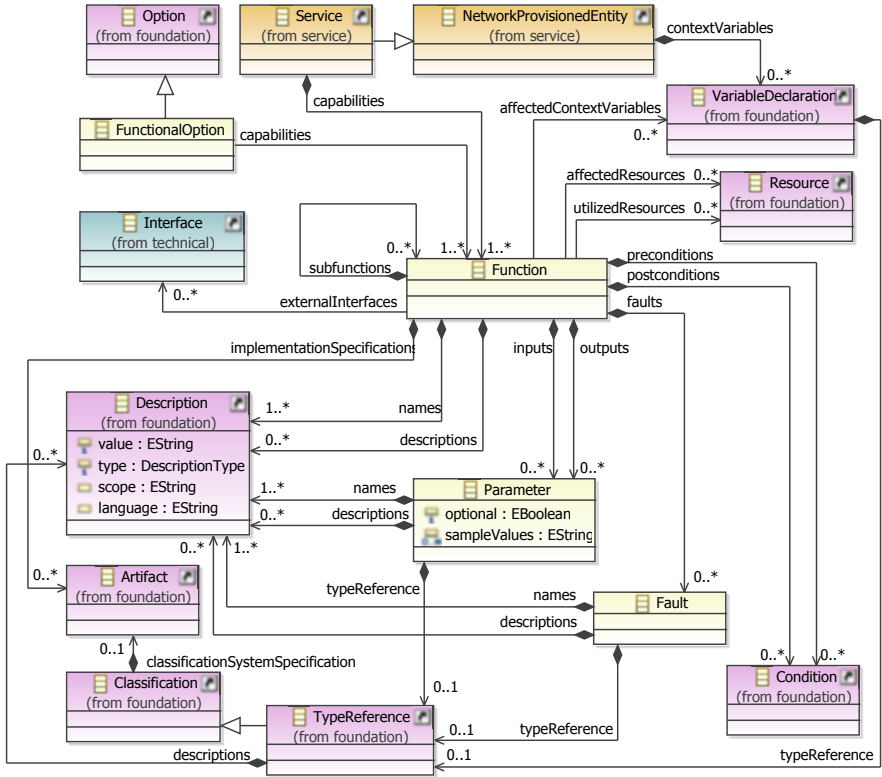 Option
(from foundation)
Service
(from service)
NetworkProvisionedEntity
(from service)
contextVariables
0..*
capabilities
affectedContextVariables
0..*
VariableDeclaration
(from foundation)
FunctionalOption
capabilities
affectedResources 0..*
utilizedResources 0..*
Resource
(from foundation)
Interface
(from technical)
0..*
1..*
1..*
subfunctions
Function
preconditions
postconditions
faults
0..*
externalInterfaces
implementationSpecifications
inputs
outputs
Description
(from foundation)
value : EString
type : DescriptionType
scope : EString
language : EString
1..*
names
0..*
descriptions
0..*
0..*
0..*
1..*
names
0..*
descriptions
Parameter
optional : EBoolean
sampleValues : EString
0..*
1..*
0..*
Artifact
(from foundation)
typeReference
names
descriptions
0..*
Fault
0..1
classificationSystemSpecification
0..*
0..*
Classification
(from foundation)
0..1
Condition
(from foundation)
TypeReference
(from foundation)
0..1
typeReference
0..1
descriptions
typeReference